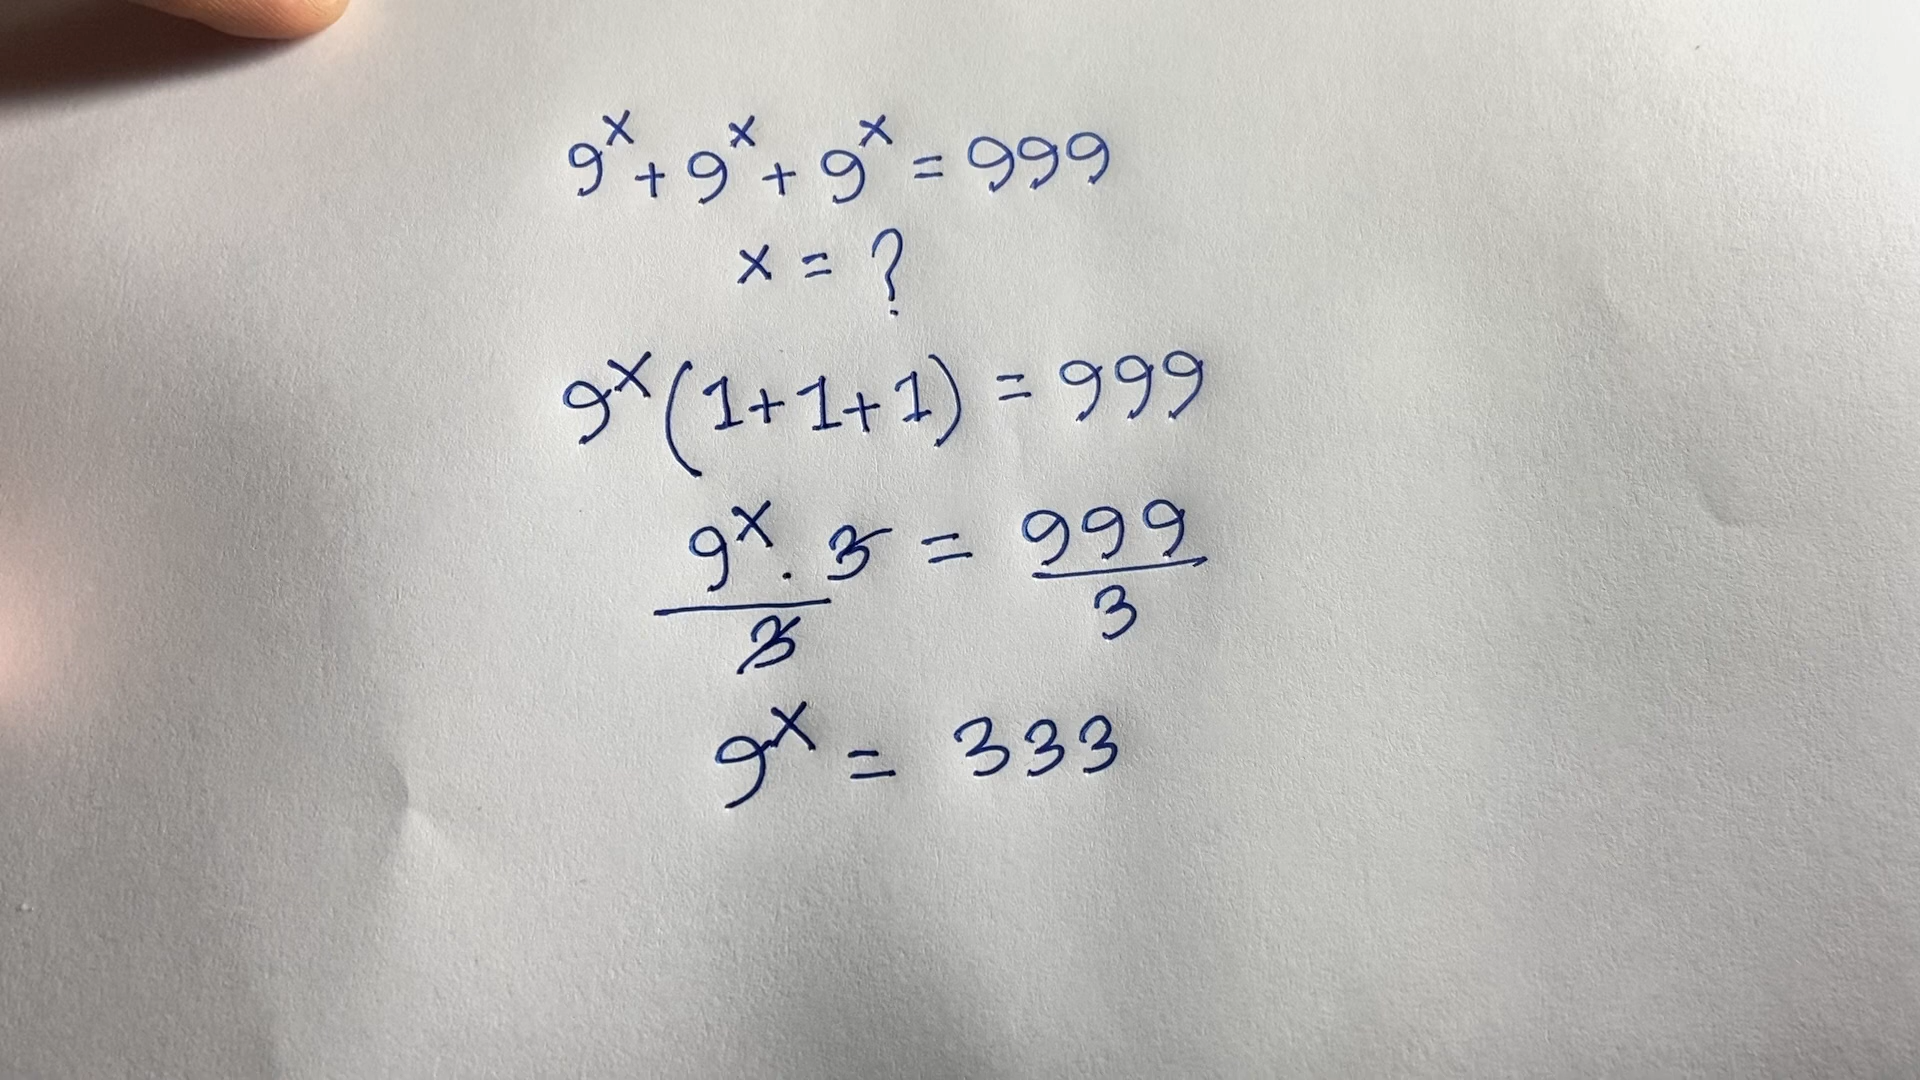 9^x + 9^x + 9^x = 999
x = ?
9^x (1+1+1) = 999
9^x . 3 / 3 = 999 / 3
9^x = 333